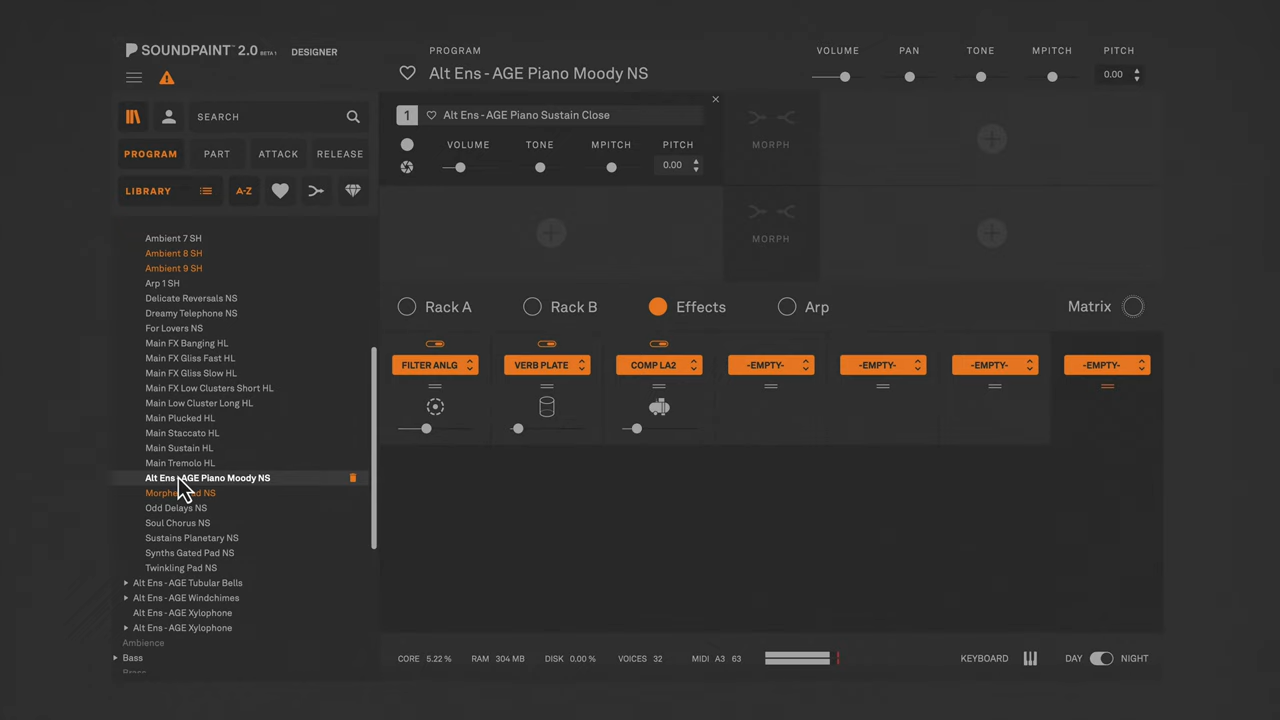 SOUNDPAINT™ 2.0 BETA 1 DESIGNER
PROGRAM
Alt Ens - AGE Piano Moody NS
VOLUME PAN TONE MPITCH PITCH
0.00
SEARCH
PROGRAM PART ATTACK RELEASE
LIBRARY A-Z
1 Alt Ens - AGE Piano Sustain Close
VOLUME TONE MPITCH PITCH
0.00
MORPH
MORPH
Ambient 7 SH
Ambient 8 SH
Ambient 9 SH
Arp 1 SH
Delicate Reversals NS
Dreamy Telephone NS
For Lovers NS
Main FX Banging HL
Main FX Gliss Fast HL
Main FX Gliss Slow HL
Main FX Low Clusters Short HL
Main Low Cluster Long HL
Main Plucked HL
Main Staccato HL
Main Sustain HL
Main Tremolo HL
Alt Ens - AGE Piano Moody NS
NS
Odd Delays NS
Soul Chorus NS
Sustains Planetary NS
Synths Gated Pad NS
Twinkling Pad NS
Alt Ens - AGE Tubular Bells
Alt Ens - AGE Windchimes
Alt Ens - AGE Xylophone
Alt Ens - AGE Xylophone
Ambience
Bass
Rack A Rack B Effects Arp Matrix
FILTER ANLG VERB PLATE COMP LA2 -EMPTY- -EMPTY- -EMPTY- -EMPTY-
CORE 5.22 % RAM 304 MB DISK 0.00 % VOICES 32 MIDI A3 63 KEYBOARD DAY NIGHT